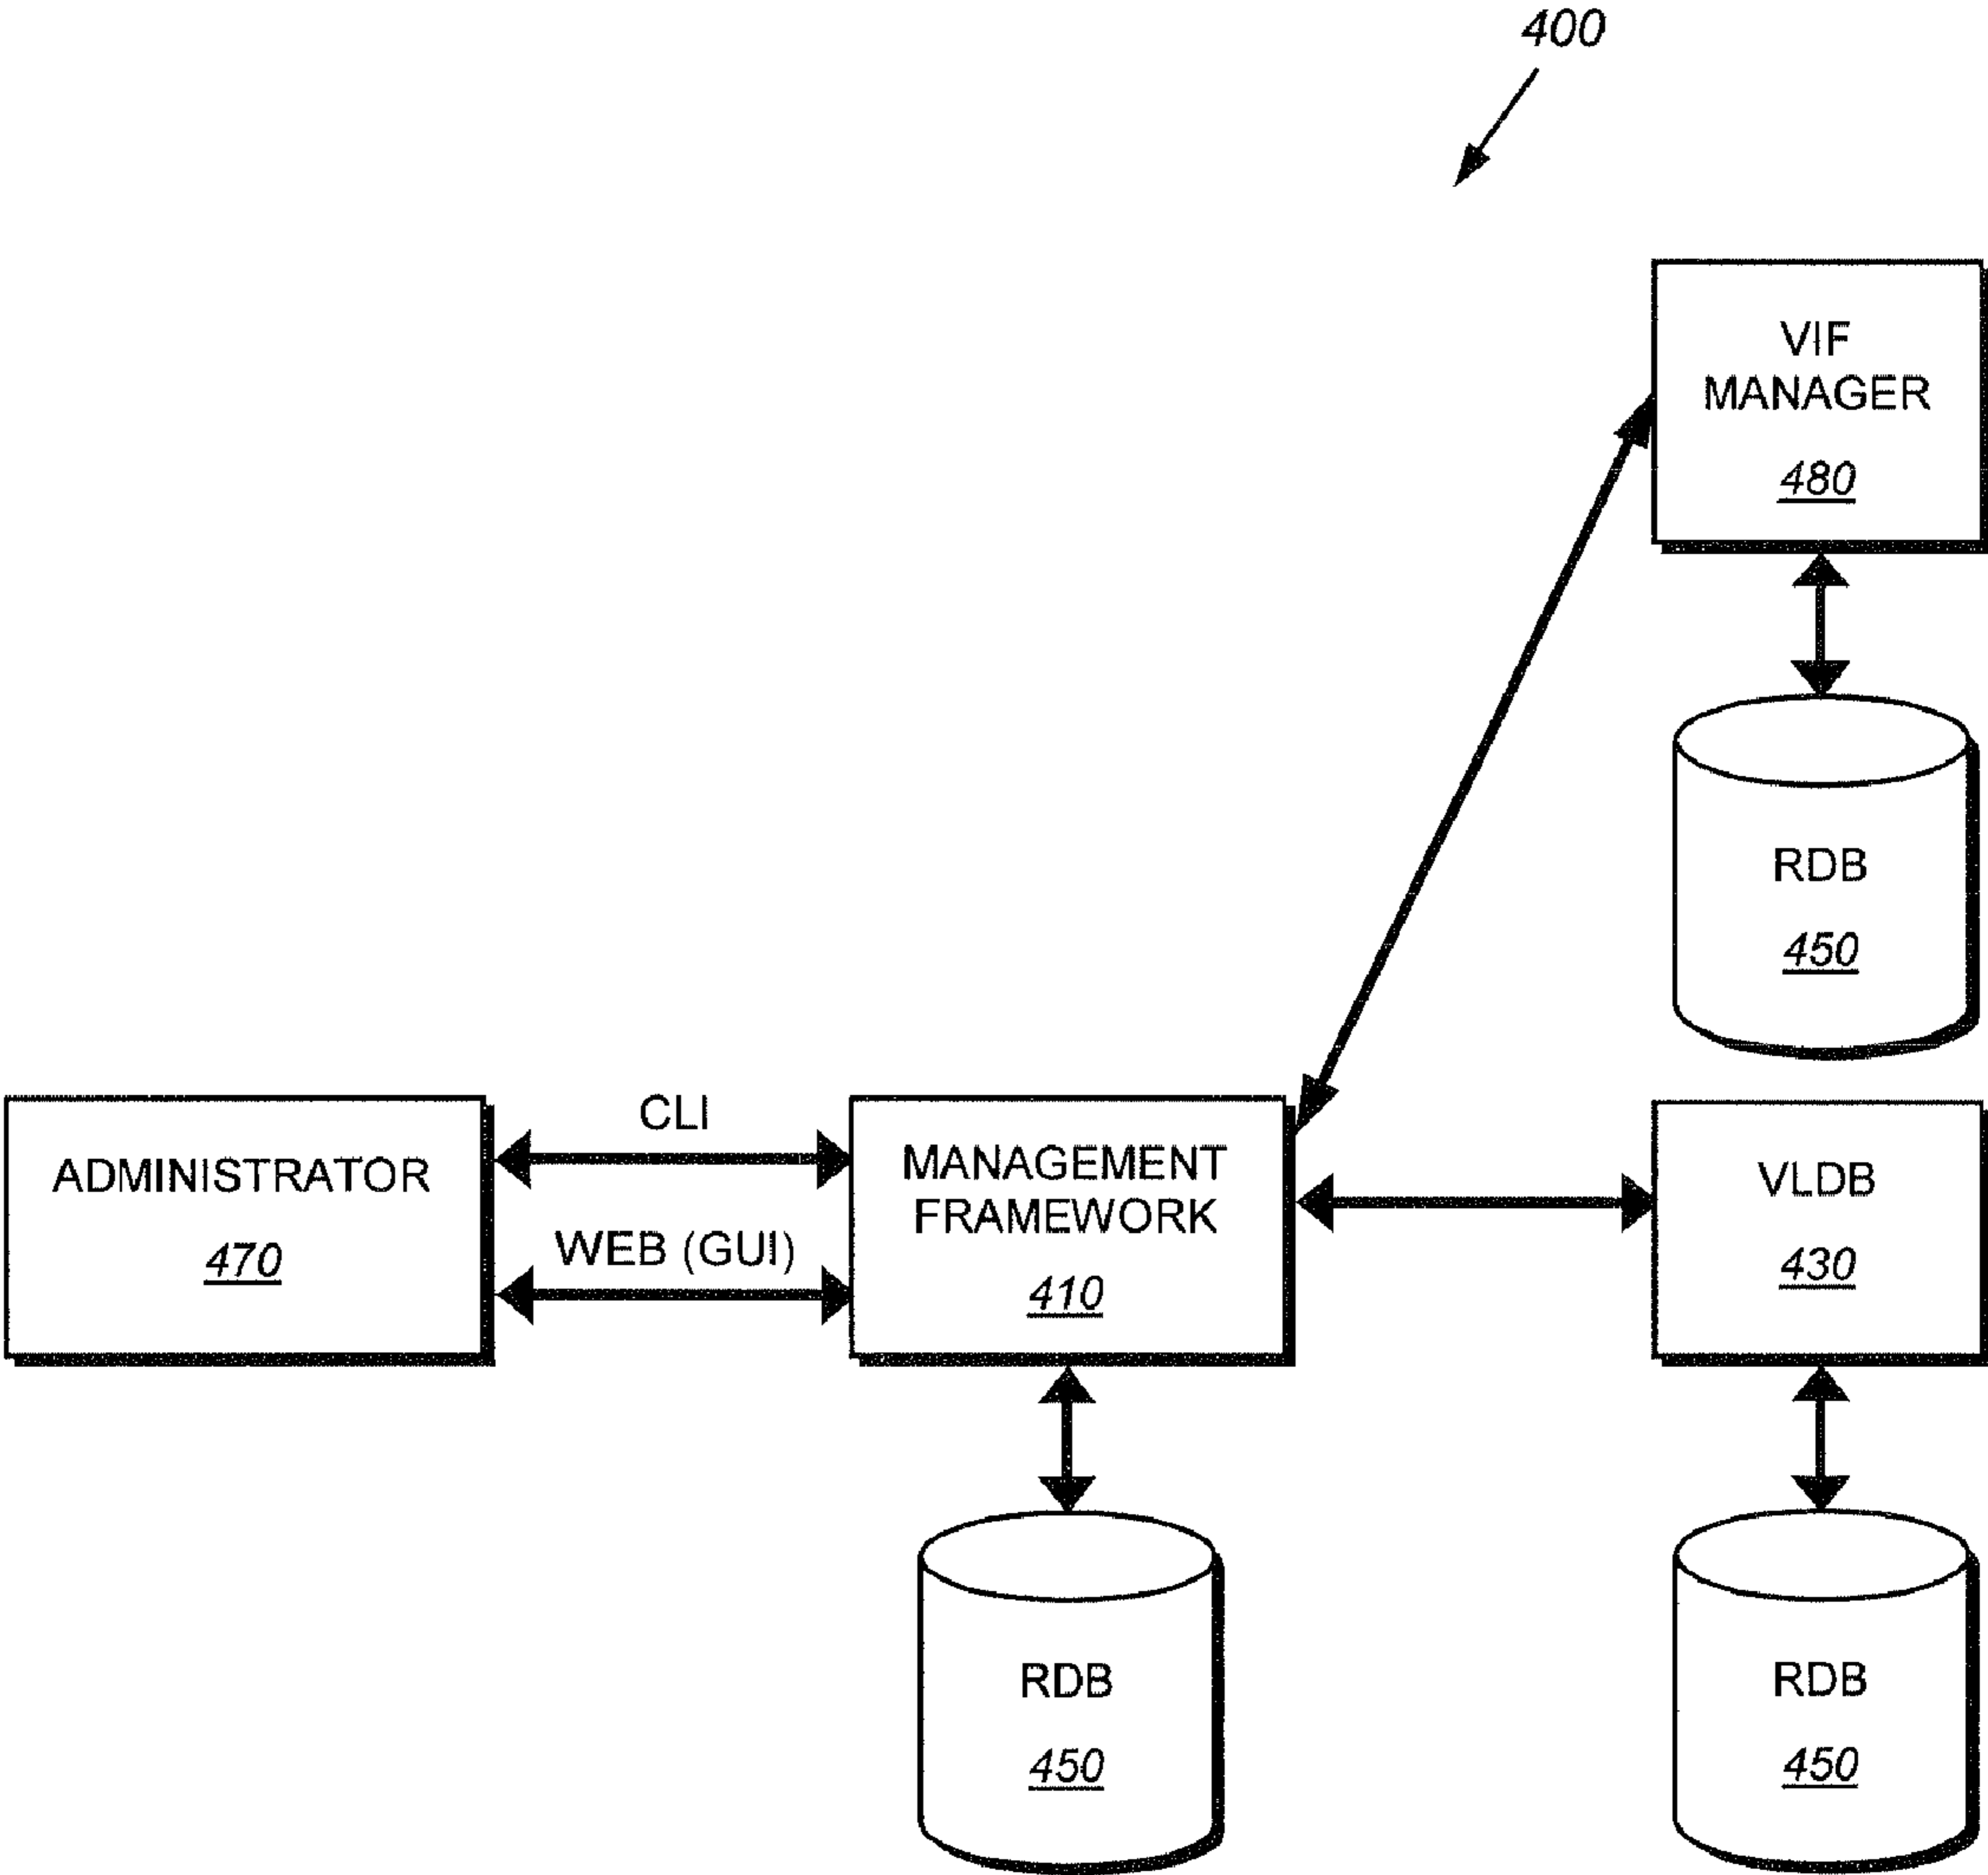 400
VIF
MANAGER
480
RDB
450
ADMINISTRATOR
470
CLI
WEB (GUI)
MANAGEMENT
FRAMEWORK
410
VLDB
430
RDB
450
RDB
450